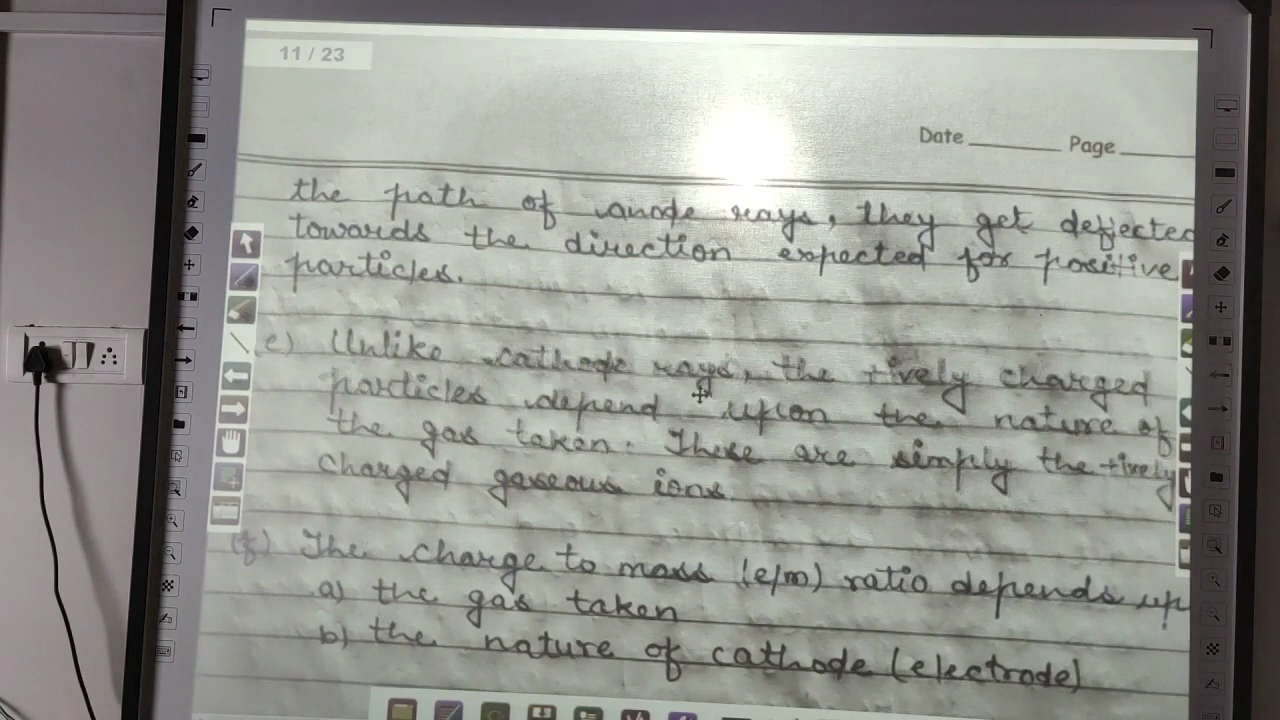 11 / 23
Date Page
the path of anode rays, they get deflected
towards the direction expected for positive
particles.
(e) Unlike cathode rays, the +ively charged
particles depend upon the nature of
the gas taken. These are simply the +ively
charged gaseous ions.
(f) The charge to mass (e/m) ratio depends up
a) the gas taken
b) the nature of cathode (electrode)